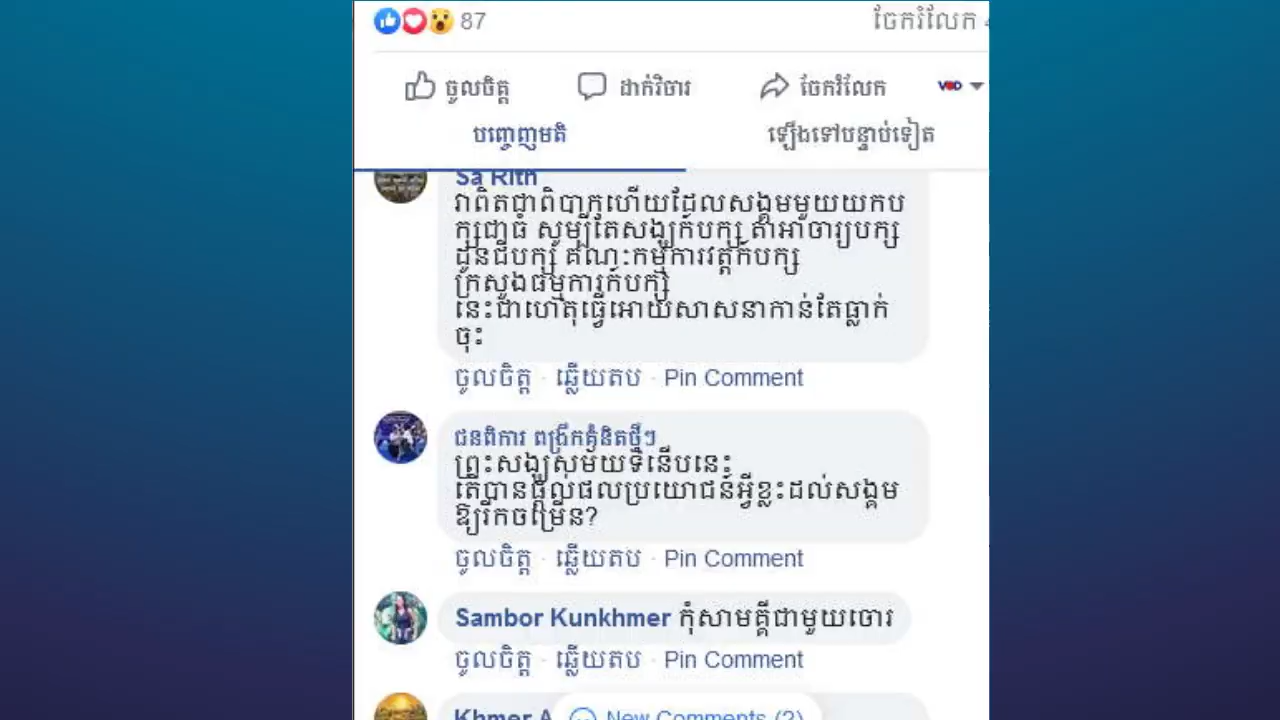 87 ចែករំលែក
ចូលចិត្ត ដាក់វិចារ ចែករំលែក VOD
បញ្ចេញមតិ ឡើងទៅបន្ទាប់ទៀត
Sa Rith
វាពិតជាពិបាកហើយដែលសង្គមមួយយកប
ក្សជាធំ សូម្បីតែសង្ឃក៍បក្ស តាអាចារ្យបក្ស
ដូនជីបក្ស គណៈកម្មការវត្តក៍បក្ស
ក្រសួងធម្មការក៍បក្ស
នេះជាហេតុធ្វើអោយសាសនាកាន់តែធ្លាក់
ចុះ
ចូលចិត្ត · ឆ្លើយតប · Pin Comment
ជនពិការ ពង្រីកគំនិតថ្មីៗ
ព្រះសង្ឃសម័យទំនើបនេះ
តើបានផ្តល់ផលប្រយោជន៍អ្វីខ្លះដល់សង្គម
ឱ្យរីកចម្រើន?
ចូលចិត្ត · ឆ្លើយតប · Pin Comment
Sambor Kunkhmer កុំសាមគ្គីជាមួយចោរ
ចូលចិត្ត · ឆ្លើយតប · Pin Comment
Khmer A
New Comments (2)